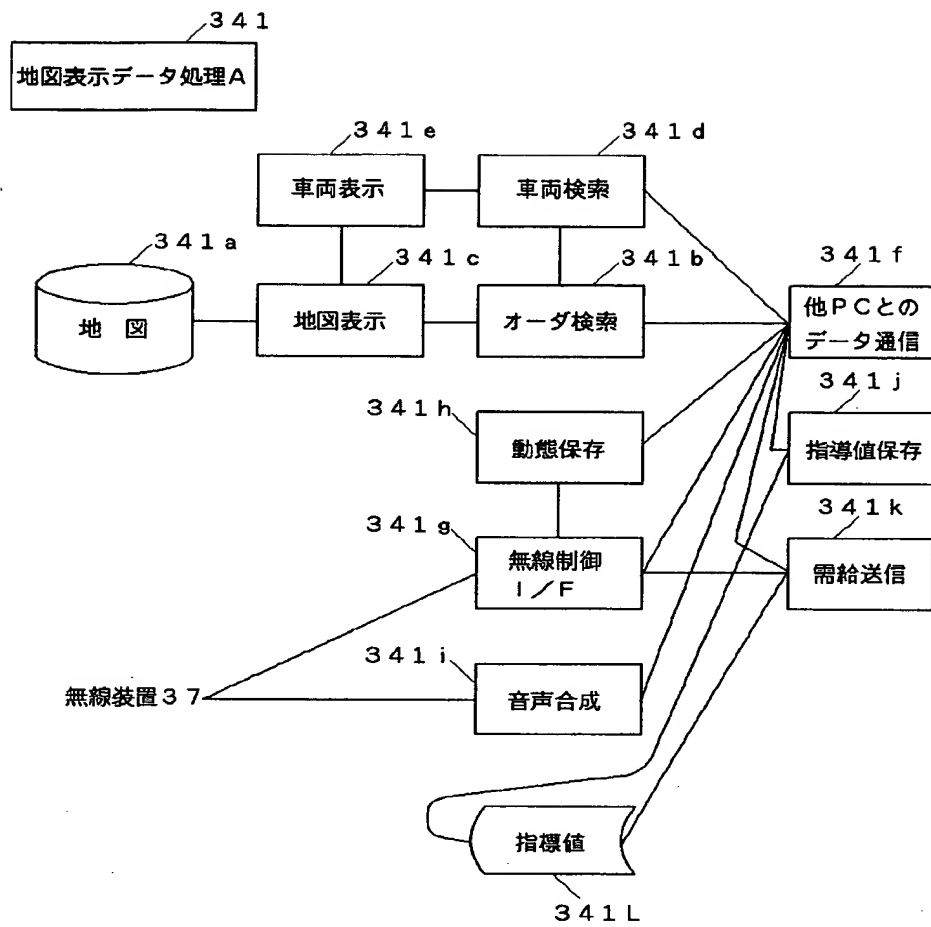 ３４１
地図表示データ処理Ａ
３４１ｅ
３４１ｄ
車両表示
車両検索
３４１ａ
３４１ｃ
３４１ｂ
３４１ｆ
地　図
地図表示
オーダ検索
他ＰＣとの
データ通信
３４１ｈ
３４１ｊ
動態保存
指導値保存
３４１ｇ
３４１ｋ
無線制御
Ｉ／Ｆ
需給送信
３４１ｉ
無線装置３７
音声合成
指標値
３４１Ｌ